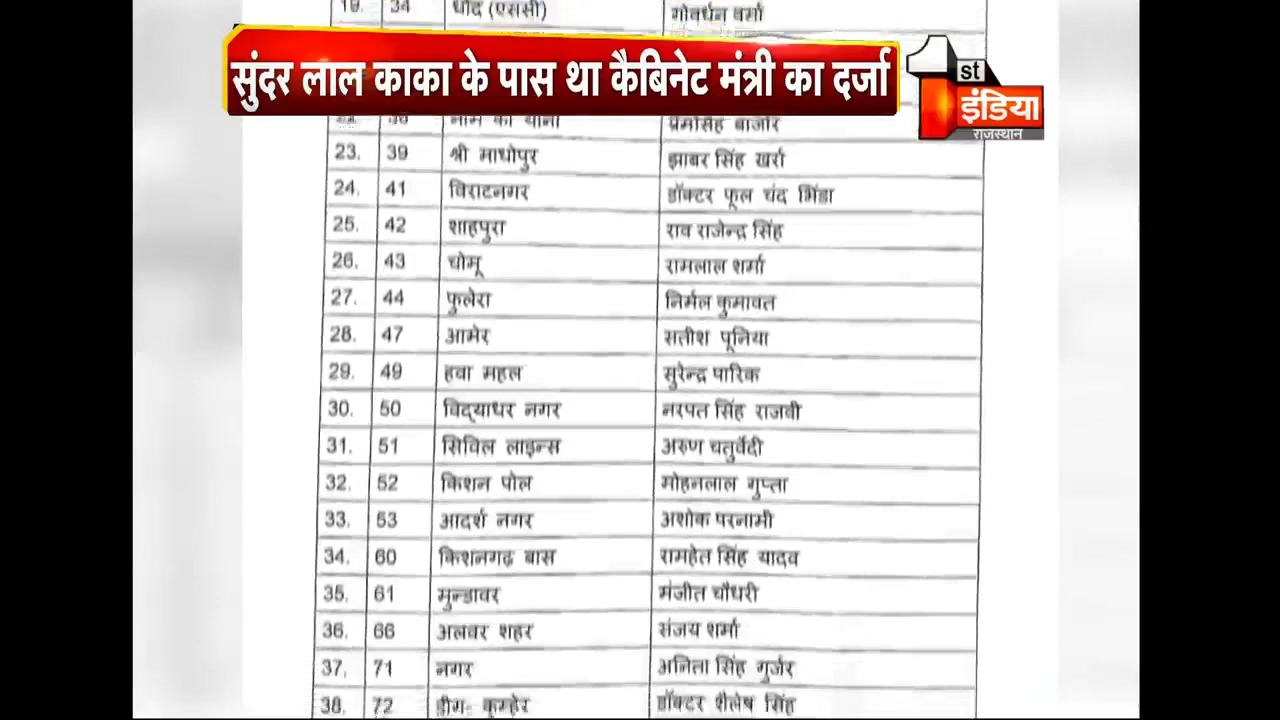 19. 34 धोद (एससी) गोवर्धन वर्मा
सुंदर लाल काका के पास था कैबिनेट मंत्री का दर्जा
1st
इंडिया
राजस्थान
नीम का थाना प्रेमसिंह बाजोर
23. 39 श्री माधोपुर झाबर सिंह खर्रा
24. 41 विराटनगर डॉक्टर फूल चंद भिंडा
25. 42 शाहपुरा राव राजेन्द्र सिंह
26. 43 चोमू रामलाल शर्मा
27. 44 फुलेरा निर्मल कुमावत
28. 47 आमेर सतीश पूनिया
29. 49 हवा महल सुरेन्द्र पारिक
30. 50 विद्याधर नगर नरपत सिंह राजवी
31. 51 सिविल लाइन्स अरुण चतुर्वेदी
32. 52 किशन पोल मोहनलाल गुप्ता
33. 53 आदर्श नगर अशोक परनामी
34. 60 किशनगढ़ बास रामहेत सिंह यादव
35. 61 मुन्डावर मंजीत चौधरी
36. 66 अलवर शहर संजय शर्मा
37. 71 नगर अनिता सिंह गुर्जर
38. 72 डीग- कुम्हेर डॉक्टर शैलेष सिंह